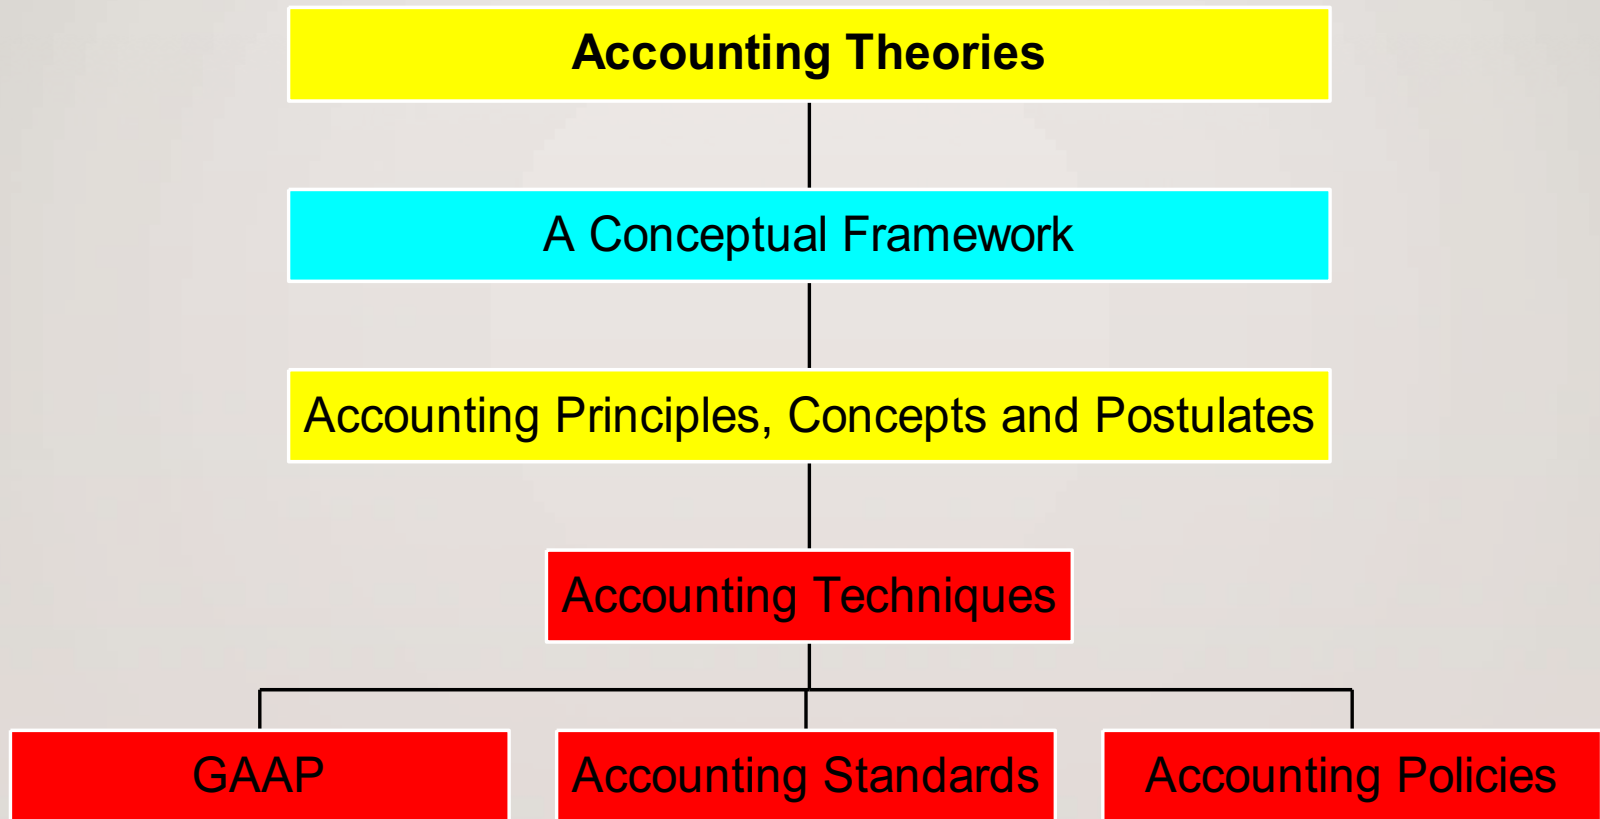 Accounting Theories
A Conceptual Framework
Accounting Principles, Concepts and Postulates
Accounting Techniques
GAAP
Accounting Standards
Accounting Policies